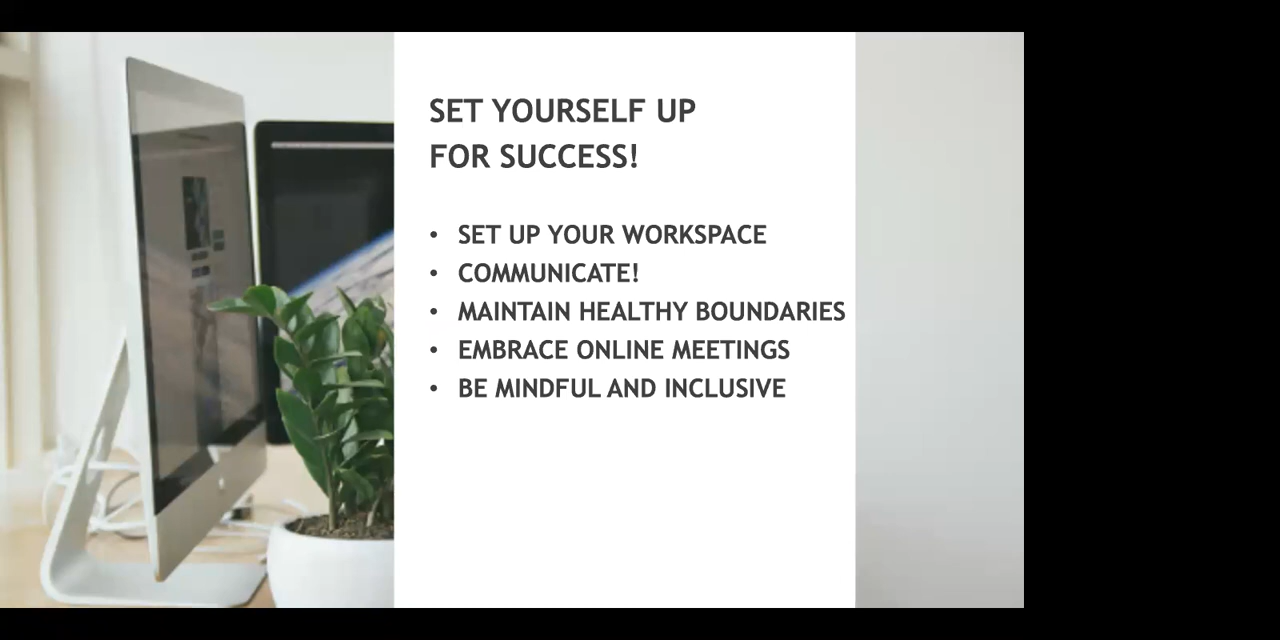 SET YOURSELF UP
FOR SUCCESS!
• SET UP YOUR WORKSPACE
• COMMUNICATE!
• MAINTAIN HEALTHY BOUNDARIES
• EMBRACE ONLINE MEETINGS
• BE MINDFUL AND INCLUSIVE